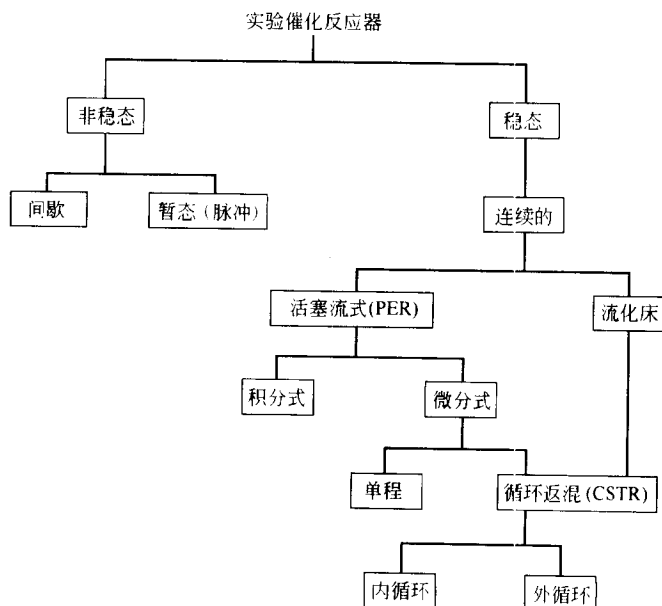 实验催化反应器
非稳态
稳态
间歇
暂态(脉冲)
连续的
活塞流式(PER)
流化床
积分式
微分式
单程
循环返混(CSTR)
内循环
外循环